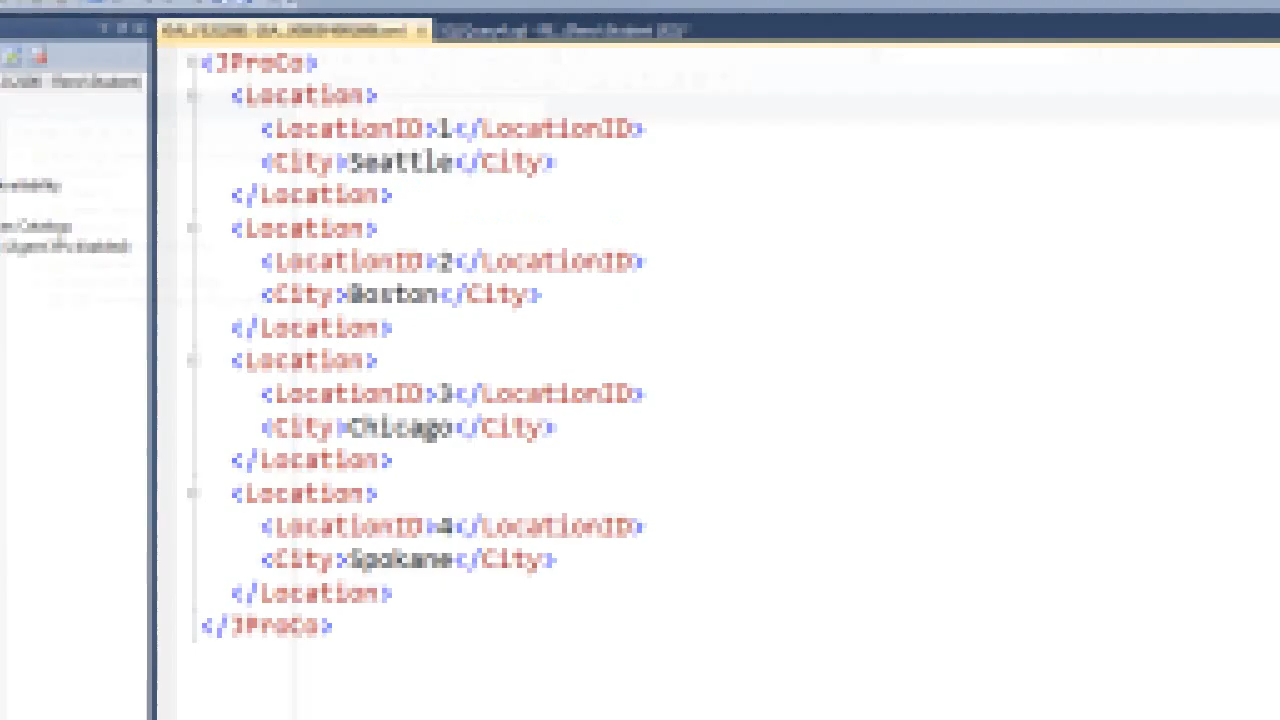 <JProCo>
<Location>
<LocationID>1</LocationID>
<City>Seattle</City>
</Location>
<Location>
<LocationID>2</LocationID>
<City>Boston</City>
</Location>
<Location>
<LocationID>3</LocationID>
<City>Chicago</City>
</Location>
<Location>
<LocationID>4</LocationID>
<City>Spokane</City>
</Location>
</JProCo>